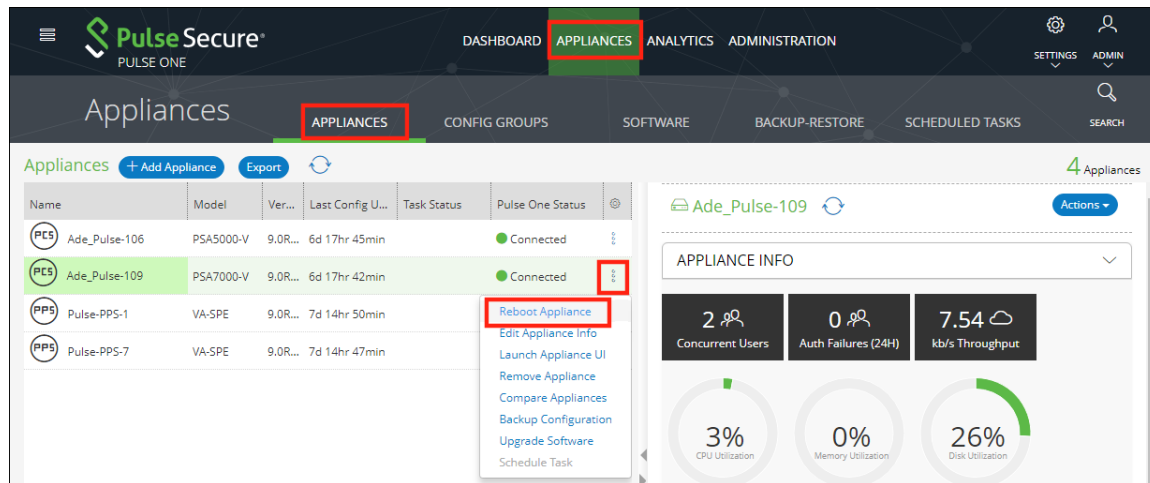 Pulse Secure®
PULSE ONE
DASHBOARD APPLIANCES ANALYTICS ADMINISTRATION
SETTINGS ADMIN
Appliances
APPLIANCES CONFIG GROUPS SOFTWARE BACKUP-RESTORE SCHEDULED TASKS
SEARCH
Appliances + Add Appliance Export
4 Appliances
Name Model Ver... Last Config U... Task Status Pulse One Status
PCS Ade_Pulse-106 PSA5000-V 9.0R... 6d 17hr 45min Connected
PCS Ade_Pulse-109 PSA7000-V 9.0R... 6d 17hr 42min Connected
PPS Pulse-PPS-1 VA-SPE 9.0R... 7d 14hr 50min
PPS Pulse-PPS-7 VA-SPE 9.0R... 7d 14hr 47min
Reboot Appliance
Edit Appliance Info
Launch Appliance UI
Remove Appliance
Compare Appliances
Backup Configuration
Upgrade Software
Schedule Task
Ade_Pulse-109
Actions
APPLIANCE INFO
2
Concurrent Users
0
Auth Failures (24H)
7.54
kb/s Throughput
3%
CPU Utilization
0%
Memory Utilization
26%
Disk Utilization